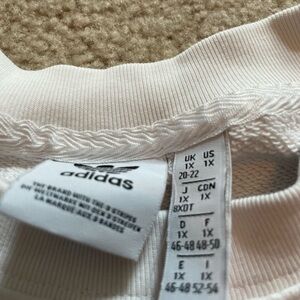 adidas
THE BRAND WITH THE 3 STRIPES
DIE WELTMARKE MIT DEN 3 STREIFEN
LA MARQUE AUX 3 BANDES
UK US
1X 1X
20-22
J CDN
1X 1X
8XOT
D F
1X 1X
46-48 48-50
E I
1X 1X
46-48 52-54